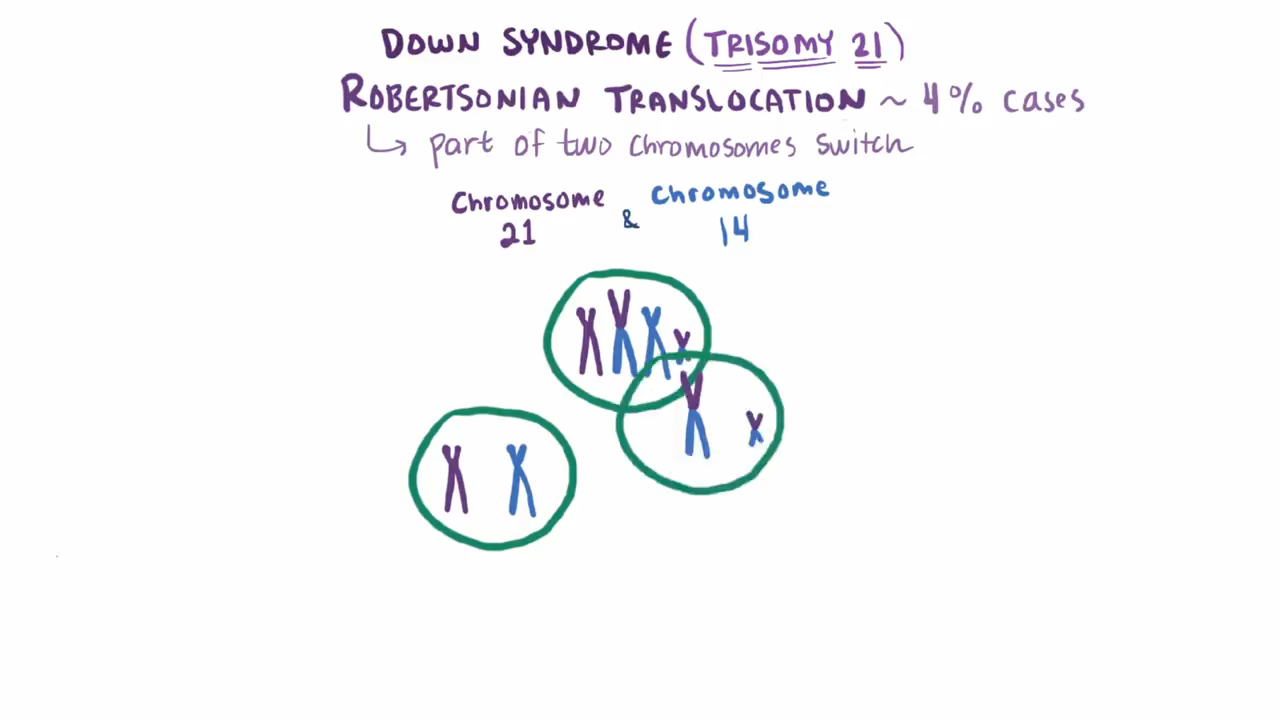 DOWN SYNDROME (TRISOMY 21)
ROBERTSONIAN TRANSLOCATION ~ 4% cases
↳ part of two chromosomes switch
Chromosome 21 & Chromosome 14